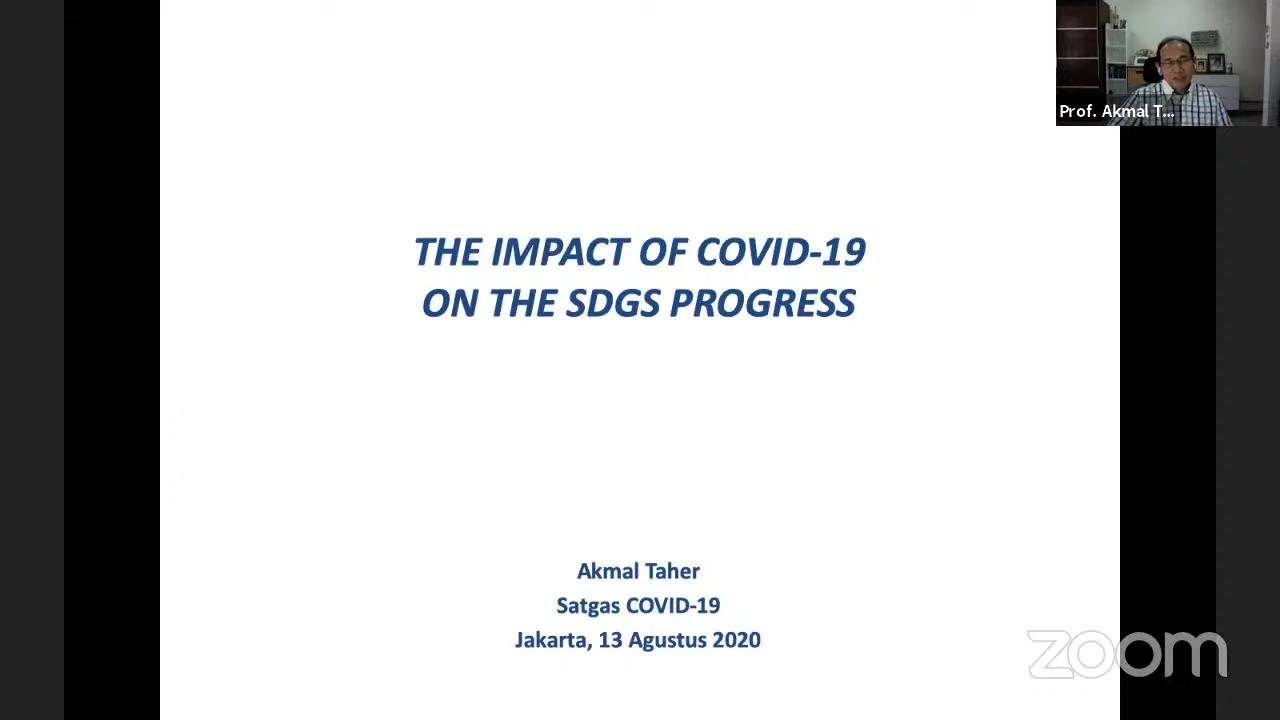 Prof. Akmal T...
THE IMPACT OF COVID-19
ON THE SDGS PROGRESS
Akmal Taher
Satgas COVID-19
Jakarta, 13 Agustus 2020
zoom